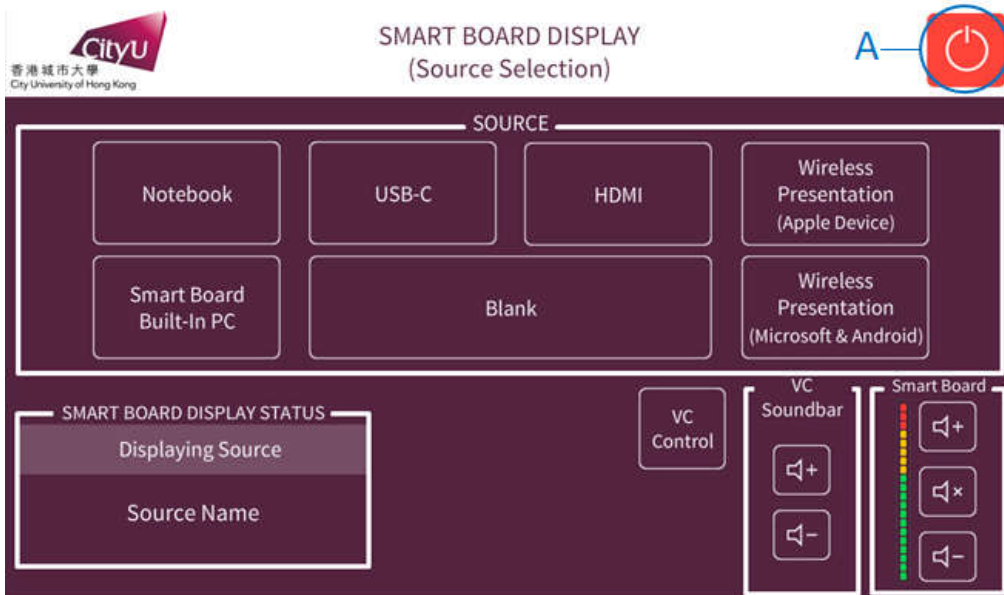 CityU
香港城市大學
City University of Hong Kong
SMART BOARD DISPLAY
(Source Selection)
A
SOURCE
Notebook
USB-C
HDMI
Wireless
Presentation
(Apple Device)
Smart Board
Built-In PC
Blank
Wireless
Presentation
(Microsoft & Android)
SMART BOARD DISPLAY STATUS
Displaying Source
Source Name
VC
Control
VC
Soundbar
Smart Board